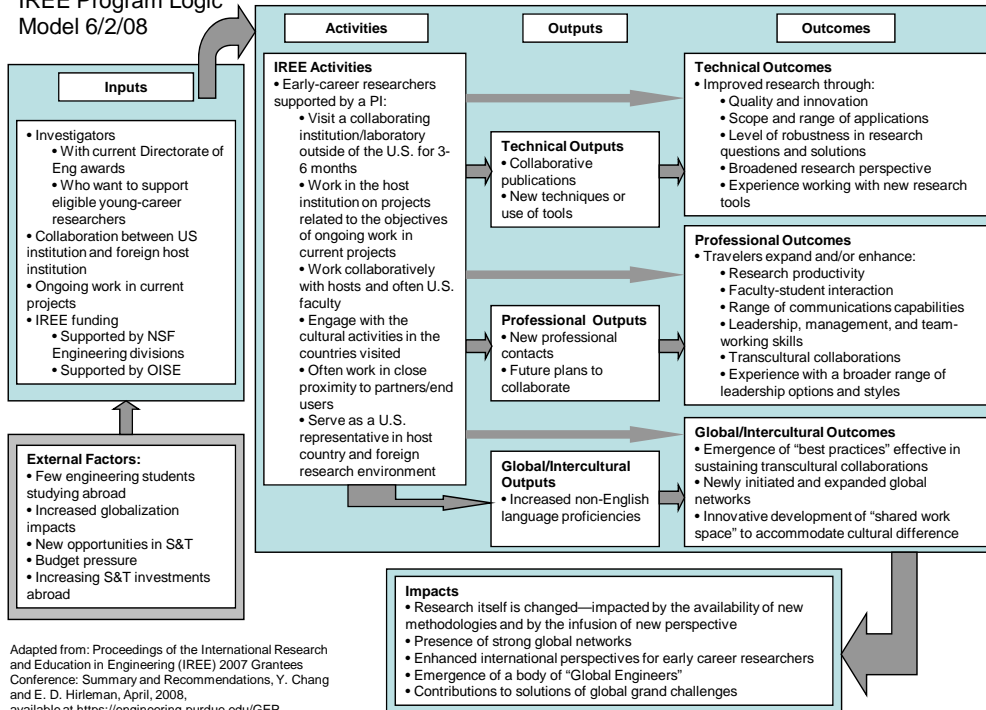 IREE Program Logic
Model 6/2/08
Inputs
• Investigators
• With current Directorate of
Eng awards
• Who want to support
eligible young-career
researchers
• Collaboration between US
institution and foreign host
institution
• Ongoing work in current
projects
• IREE funding
• Supported by NSF
Engineering divisions
• Supported by OISE
External Factors:
• Few engineering students
studying abroad
• Increased globalization
impacts
• New opportunities in S&T
• Budget pressure
• Increasing S&T investments
abroad
Activities
IREE Activities
• Early-career researchers
supported by a PI:
• Visit a collaborating
institution/laboratory
outside of the U.S. for 3-
6 months
• Work in the host
institution on projects
related to the objectives
of ongoing work in
current projects
• Work collaboratively
with hosts and often U.S.
faculty
• Engage with the
cultural activities in the
countries visited
• Often work in close
proximity to partners/end
users
• Serve as a U.S.
representative in host
country and foreign
research environment
Outputs
Technical Outputs
• Collaborative
publications
• New techniques or
use of tools
Professional Outputs
• New professional
contacts
• Future plans to
collaborate
Global/Intercultural
Outputs
• Increased non-English
language proficiencies
Outcomes
Technical Outcomes
• Improved research through:
• Quality and innovation
• Scope and range of applications
• Level of robustness in research
questions and solutions
• Broadened research perspective
• Experience working with new research
tools
Professional Outcomes
• Travelers expand and/or enhance:
• Research productivity
• Faculty-student interaction
• Range of communications capabilities
• Leadership, management, and team-
working skills
• Transcultural collaborations
• Experience with a broader range of
leadership options and styles
Global/Intercultural Outcomes
• Emergence of “best practices” effective in
sustaining transcultural collaborations
• Newly initiated and expanded global
networks
• Innovative development of “shared work
space” to accommodate cultural difference
Impacts
• Research itself is changed—impacted by the availability of new
methodologies and by the infusion of new perspective
• Presence of strong global networks
• Enhanced international perspectives for early career researchers
• Emergence of a body of “Global Engineers”
• Contributions to solutions of global grand challenges
Adapted from: Proceedings of the International Research
and Education in Engineering (IREE) 2007 Grantees
Conference: Summary and Recommendations, Y. Chang
and E. D. Hirleman, April, 2008,
available at https://engineering.purdue.edu/GEP